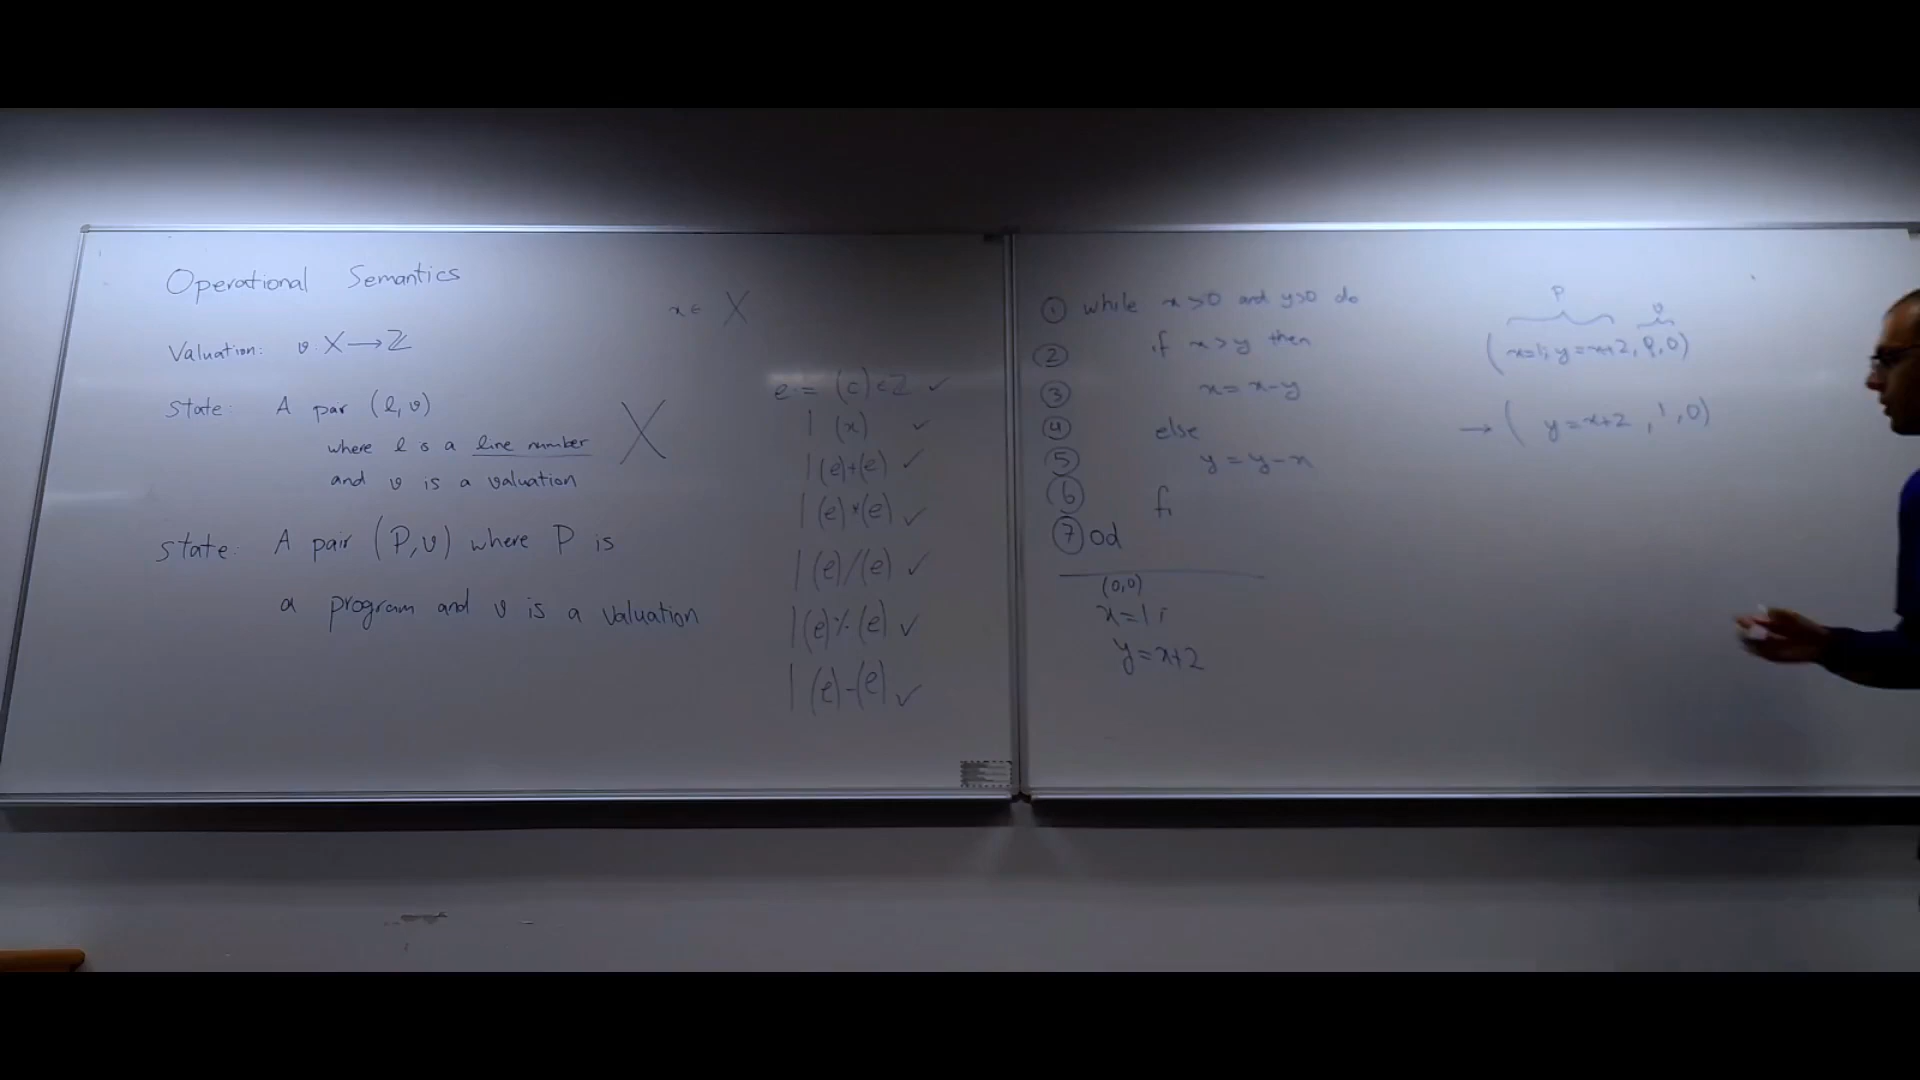 Operational Semantics
x ∈ X
Valuation: v: X → ℤ
State: A pair (l, v)
where l is a line number
and v is a valuation
State: A pair (P, v) where P is
a program and v is a valuation
e := (c) ∈ ℤ ✓
| (x) ✓
| (e)+(e) ✓
| (e)*(e) ✓
| (e)/(e) ✓
| (e)%(e) ✓
| (e)-(e) ✓
① while x>0 and y>0 do
② if x>y then
③ x = x-y
④ else
⑤ y = y-x
⑥ fi
⑦ od
(0,0)
x=1;
y=x+2
P v
(x=1; y=x+2, 0,0)
→ ( y=x+2 , 1, 0)